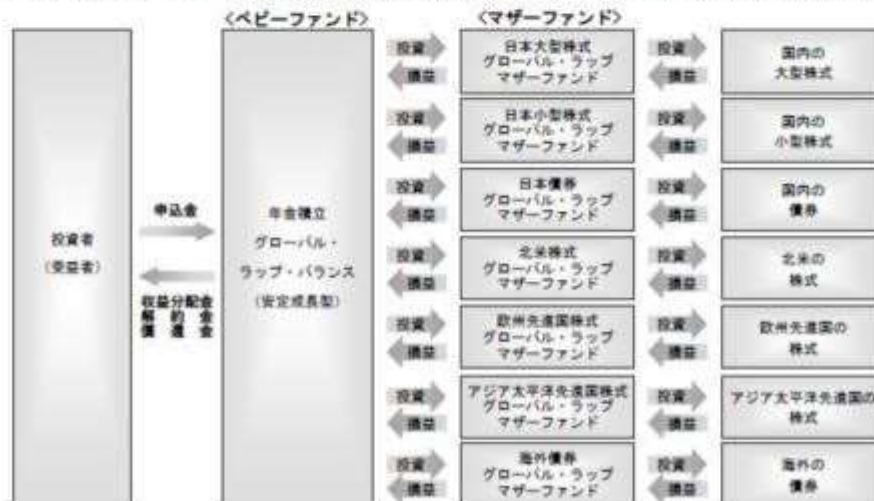 〈ベビーファンド〉
〈マザーファンド〉
投資者
(受益者)
申込金
収益分配金
解約金
償還金
年金積立
グローバル・
ラップ・バランス
(安定成長型)
投資
損益
日本大型株式
グローバル・ラップ
マザーファンド
投資
損益
国内の
大型株式
投資
損益
日本小型株式
グローバル・ラップ
マザーファンド
投資
損益
国内の
小型株式
投資
損益
日本債券
グローバル・ラップ
マザーファンド
投資
損益
国内の
債券
投資
損益
北米株式
グローバル・ラップ
マザーファンド
投資
損益
北米の
株式
投資
損益
欧州先進国株式
グローバル・ラップ
マザーファンド
投資
損益
欧州先進国の
株式
投資
損益
アジア太平洋先進国株式
グローバル・ラップ
マザーファンド
投資
損益
アジア太平洋先進国の
株式
投資
損益
海外債券
グローバル・ラップ
マザーファンド
投資
損益
海外の
債券